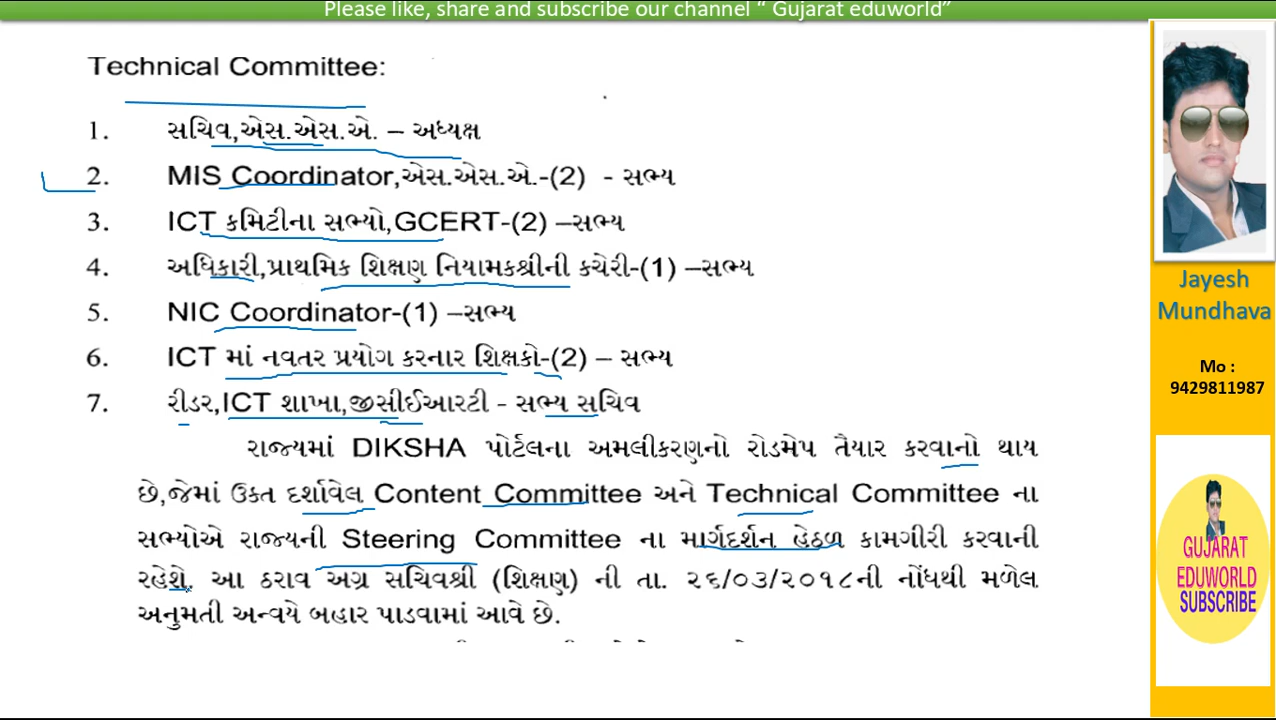 Please like, share and subscribe our channel “ Gujarat eduworld”
Technical Committee:
1. સચિવ,એસ.એસ.એ. – અધ્યક્ષ
2. MIS Coordinator,એસ.એસ.એ.-(2) - સભ્ય
3. ICT કમિટીના સભ્યો,GCERT-(2) –સભ્ય
4. અધિકારી,પ્રાથમિક શિક્ષણ નિયામકશ્રીની કચેરી-(1) –સભ્ય
5. NIC Coordinator-(1) –સભ્ય
6. ICT માં નવતર પ્રયોગ કરનાર શિક્ષકો-(2) – સભ્ય
7. રીડર,ICT શાખા,જીસીઈઆરટી - સભ્ય સચિવ
રાજ્યમાં DIKSHA પોર્ટલના અમલીકરણનો રોડમેપ તૈયાર કરવાનો થાય
છે,જેમાં ઉક્ત દર્શાવેલ Content Committee અને Technical Committee ના
સભ્યોએ રાજ્યની Steering Committee ના માર્ગદર્શન હેઠળ કામગીરી કરવાની
રહેશે. આ ઠરાવ અગ્ર સચિવશ્રી (શિક્ષણ) ની તા. ૨૬/૦૩/૨૦૧૮ની નોંધથી મળેલ
અનુમતી અન્વયે બહાર પાડવામાં આવે છે.
Jayesh
Mundhava
Mo :
9429811987
GUJARAT
EDUWORLD
SUBSCRIBE